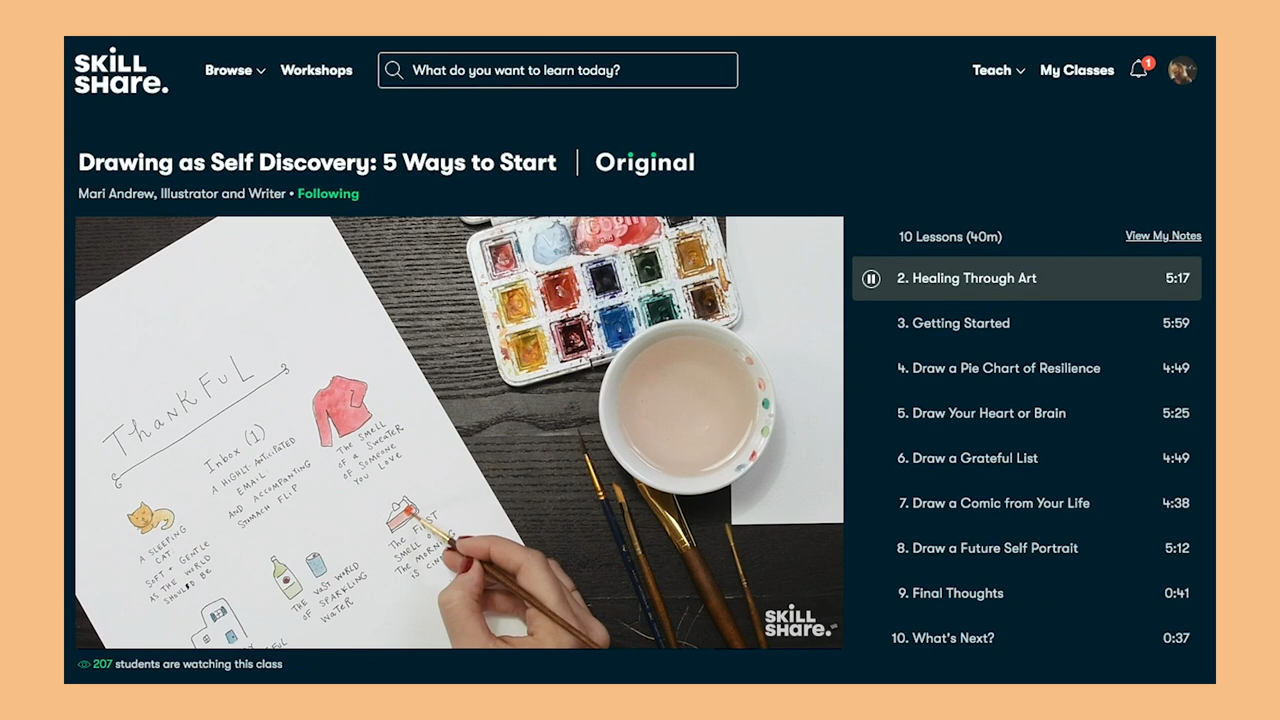 SKILL
SHare.
Browse
Workshops
What do you want to learn today?
Teach
My Classes
1
Drawing as Self Discovery: 5 Ways to Start | Original
Mari Andrew, Illustrator and Writer • Following
10 Lessons (40m)
View My Notes
2. Healing Through Art 5:17
3. Getting Started 5:59
4. Draw a Pie Chart of Resilience 4:49
5. Draw Your Heart or Brain 5:25
6. Draw a Grateful List 4:49
7. Draw a Comic from Your Life 4:38
8. Draw a Future Self Portrait 5:12
9. Final Thoughts 0:41
10. What's Next? 0:37
THANKFUL
Inbox (1)
A HIGHLY-ANTICIPATED
EMAIL
AND ACCOMPANYING
STOMACH FLIP
THE SMELL
OF A SWEATER
OF SOMEONE
YOU LOVE
A SLEEPING
CAT
SOFT + GENTLE
AS THE WORLD
SHOULD BE
THE VAST WORLD
OF SPARKLING
WATER
THE
SMELL
THE
IS
SKILL
SHare.
207 students are watching this class